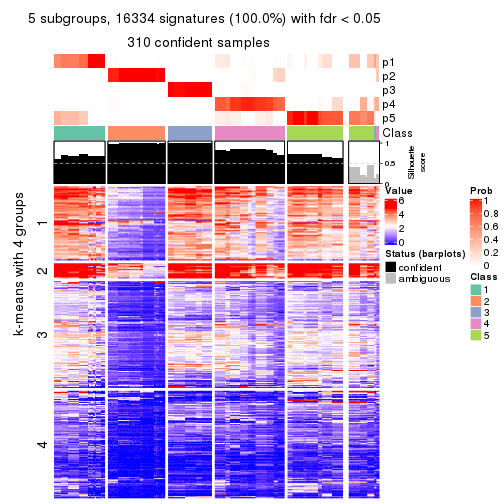 5 subgroups, 16334 signatures (100.0%) with fdr < 0.05
310 confident samples
p1
p2
p3
p4
p5
Class
1
0.5
0
Silhouette
score
k-means with 4 groups
1
2
3
4
Value
6
4
2
0
Status (barplots)
confident
ambiguous
Prob
1
0.8
0.6
0.4
0.2
0
Class
1
2
3
4
5